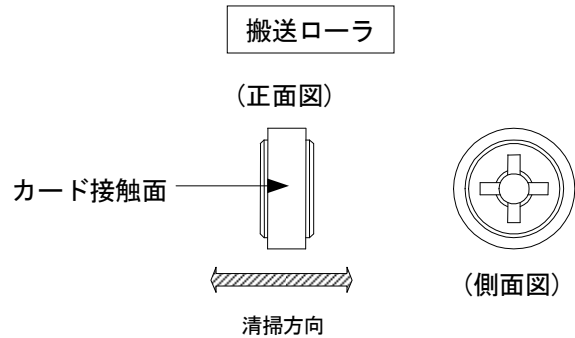 搬送ローラ
（正面図）
カード接触面
（側面図）
清掃方向